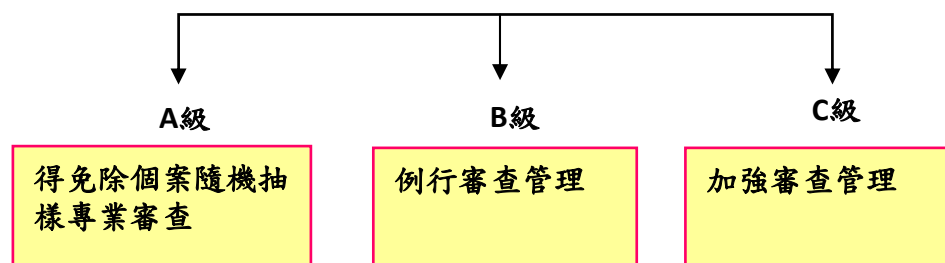 A級
B級
C級
得免除個案隨機抽
樣專業審查
例行審查管理
加強審查管理